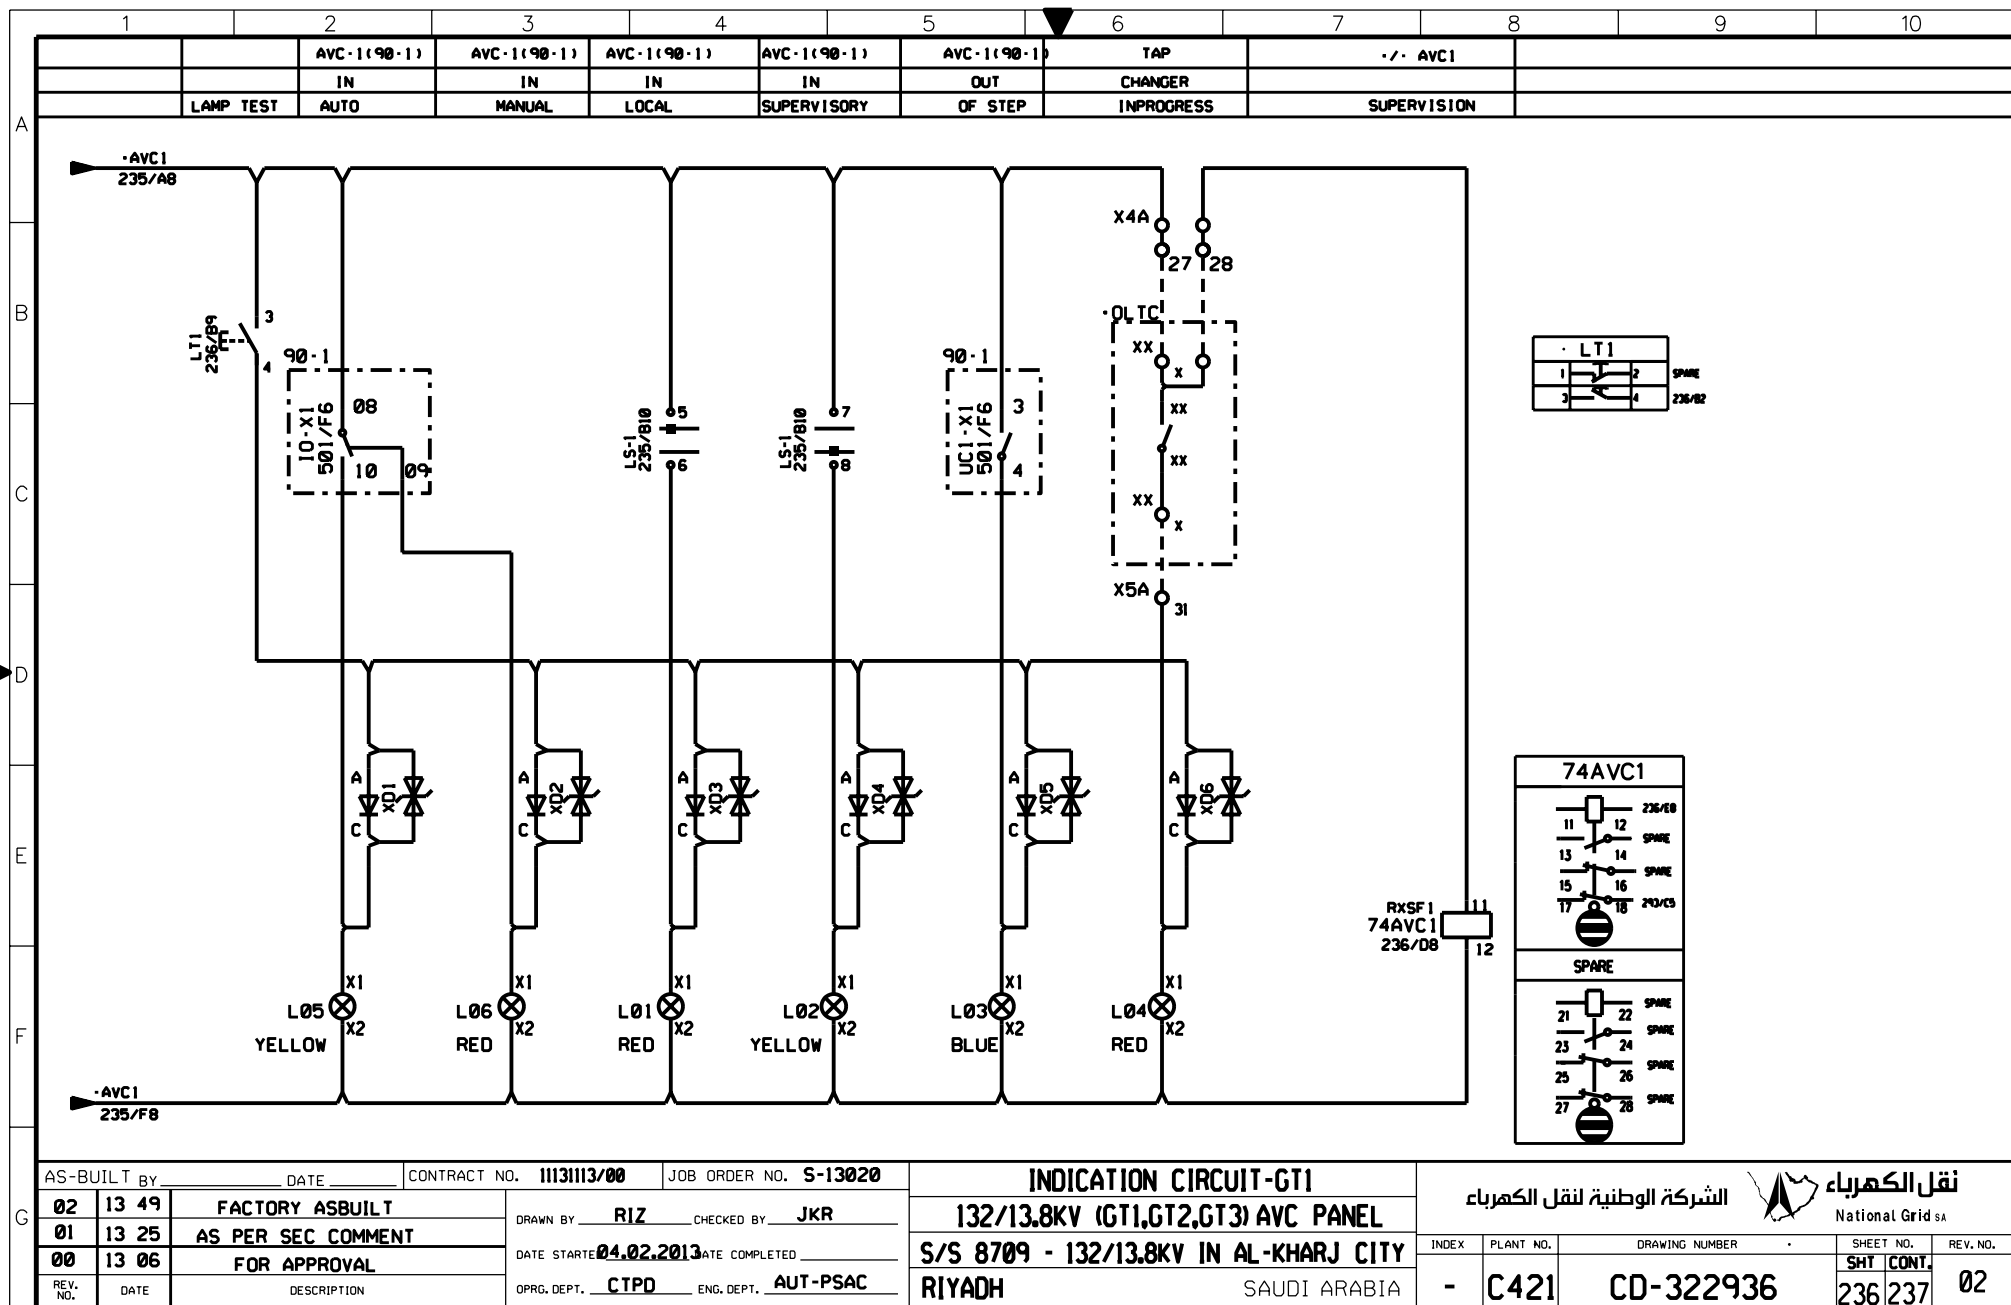 1 2 3 4 5 6 7 8 9 10
AVC-1(90-1) AVC-1(90-1) AVC-1(90-1) AVC-1(90-1) AVC-1(90-1) TAP -/- AVC1
IN IN IN IN OUT CHANGER
LAMP TEST AUTO MANUAL LOCAL SUPERVISORY OF STEP INPROGRESS SUPERVISION
A
B
C
D
E
F
G
·AVC1
235/A8
X4A
27 28
·OLTC
XX
X
XX
XX
XX
X
X5A
31
LT1
236/B9
3
4
90-1
IO-X1
501/F6
08
10 09
LS-1
235/B10
5
6
LS-1
235/B10
7
8
90-1
UC1-X1
501/F6
3
4
· LT1
1 2 SPARE
3 4 236/B2
A XD1 C
A XD2 C
A XD3 C
A XD4 C
A XD5 C
A XD6 C
74AVC1
236/E8
11 12
SPARE
13 14
SPARE
15 16
293/C5
17 18
SPARE
SPARE
21 22
SPARE
23 24
SPARE
25 26
SPARE
27 28
RXSF1 11
74AVC1
236/D8 12
X1 X1 X1 X1 X1 X1
L05 L06 L01 L02 L03 L04
X2 X2 X2 X2 X2 X2
YELLOW RED RED YELLOW BLUE RED
·AVC1
235/F8
AS-BUILT BY DATE CONTRACT NO. 11131113/00 JOB ORDER NO. S-13020
02 13 49 FACTORY ASBUILT
01 13 25 AS PER SEC COMMENT
00 13 06 FOR APPROVAL
REV. NO. DATE DESCRIPTION
DRAWN BY RIZ CHECKED BY JKR
DATE STARTED 04.02.2013 DATE COMPLETED
OPRG. DEPT. CTPD ENG. DEPT. AUT-PSAC
INDICATION CIRCUIT-GT1
132/13.8KV (GT1,GT2,GT3) AVC PANEL
S/S 8709 - 132/13.8KV IN AL-KHARJ CITY
RIYADH SAUDI ARABIA
الشركة الوطنية لنقل الكهرباء
نقل الكهرباء
National Grid SA
INDEX PLANT NO. DRAWING NUMBER SHEET NO. REV. NO.
SHT CONT.
- C421 CD-322936 236 237 02